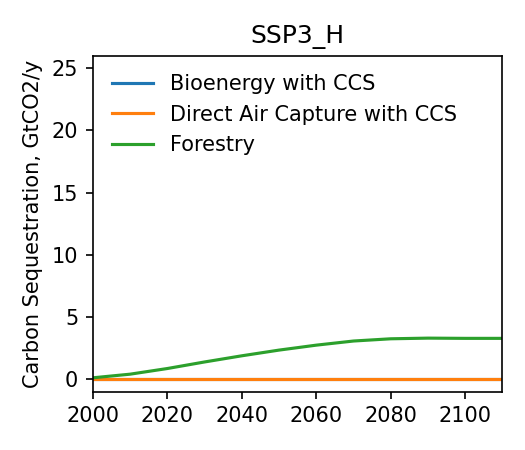 SSP3_H
Carbon Sequestration, GtCO2/y
25
20
15
10
5
0
Bioenergy with CCS
Direct Air Capture with CCS
Forestry
2000 2020 2040 2060 2080 2100